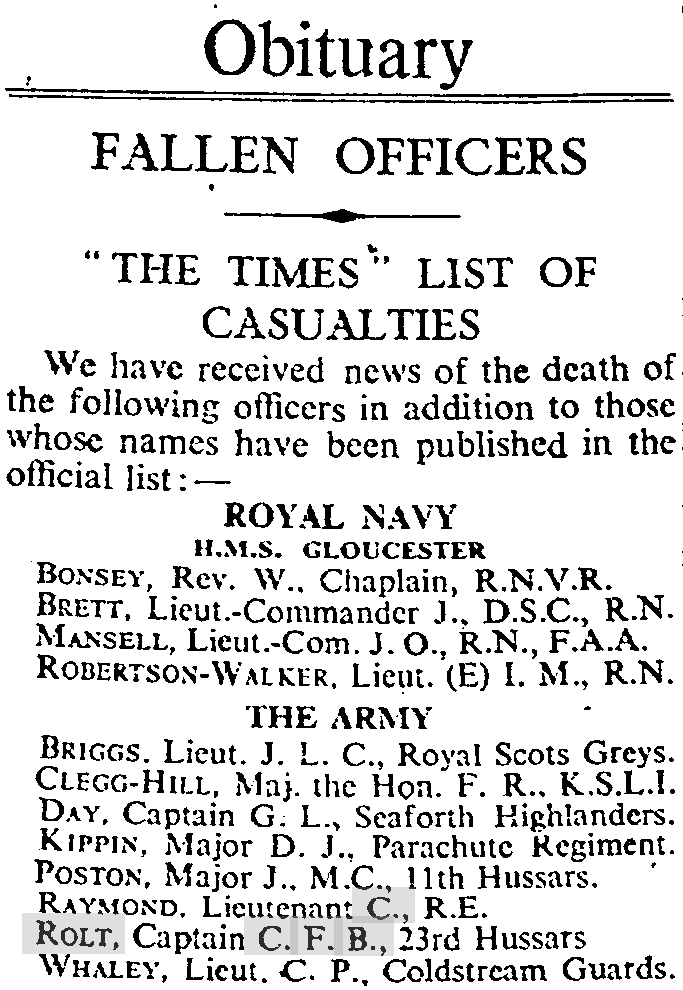 Obituary
FALLEN OFFICERS
"THE TIMES" LIST OF
CASUALTIES
We have received news of the death of
the following officers in addition to those
whose names have been published in the
official list:—
ROYAL NAVY
H.M.S. GLOUCESTER
BONSEY, Rev. W., Chaplain, R.N.V.R.
BRETT, Lieut.-Commander J., D.S.C., R.N.
MANSELL, Lieut.-Com. J. O., R.N., F.A.A.
ROBERTSON-WALKER, Lieut. (E) I. M., R.N.
THE ARMY
BRIGGS, Lieut. J. L. C., Royal Scots Greys.
CLEGG-HILL, Maj. the Hon. F. R., K.S.L.I.
DAY, Captain G. L., Seaforth Highlanders.
KIPPIN, Major D. J., Parachute Regiment.
POSTON, Major J., M.C., 11th Hussars.
RAYMOND, Lieutenant C., R.E.
ROLT, Captain C. F. B., 23rd Hussars
WHALEY, Lieut. C. P., Coldstream Guards.